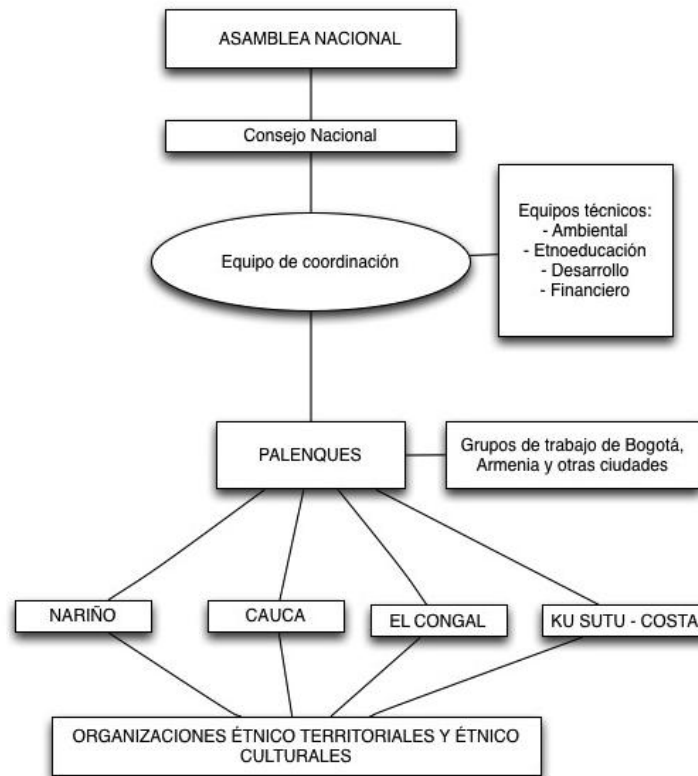 ASAMBLEA NACIONAL
Consejo Nacional
Equipo de coordinación
Equipos técnicos:
- Ambiental
- Etnoeducación
- Desarrollo
- Financiero
PALENQUES
Grupos de trabajo de Bogotá,
Armenia y otras ciudades
NARIÑO
CAUCA
EL CONGAL
KU SUTU - COSTA
ORGANIZACIONES ÉTNICO TERRITORIALES Y ÉTNICO
CULTURALES